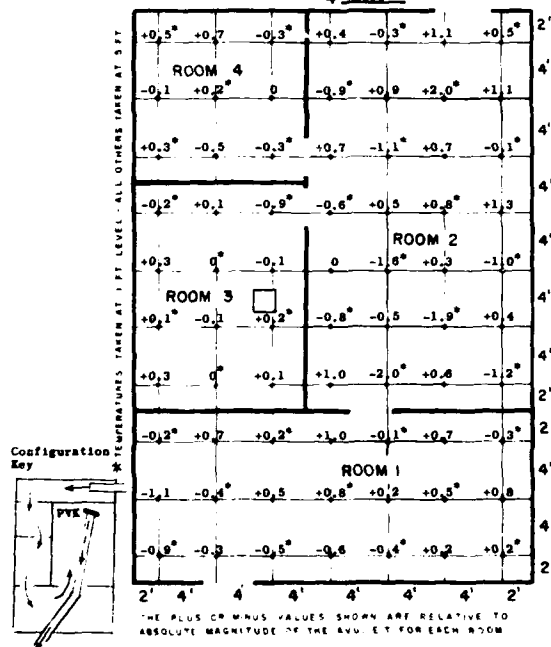 +0.5* +0.7 -0.3* +0.4 -0.3* +1.1 +0.5* 2'
ROOM 4 4'
-0.1 +0.2* 0 -0.9* +0.9 +2.0* +1.1
4'
+0.3* -0.5 -0.3* +0.7 -1.1* +0.7 -0.1*
4'
-0.2* +0.1 -0.9* -0.6* +0.5 +0.8* +1.3
ROOM 2 4'
+0.3 0* -0.1 0 -1.6* +0.3 -1.0*
ROOM 3 4'
+0.1* -0.1 +0.2* -0.8* -0.5 -1.9* +0.4
4'
+0.3 0* +0.1 +1.0 -2.0* +0.6 -1.2*
2'
2'
-0.2* +0.7 +0.2* +1.0 -0.1* +0.7 -0.3*
ROOM 1 4'
-1.1 -0.4* +0.5 +0.8* +0.2 +0.5* +0.8
4'
-0.9* -0.3 -0.5* -0.6 -0.4* +0.2 +0.2*
2'
2' 4' 4' 4' 4' 4' 4' 2'
* TEMPERATURES TAKEN AT 1 FT LEVEL - ALL OTHERS TAKEN AT 5 FT
Configuration
Key
PVK
THE PLUS OR MINUS VALUES SHOWN ARE RELATIVE TO
ABSOLUTE MAGNITUDE OF THE AVG. ET FOR EACH ROOM